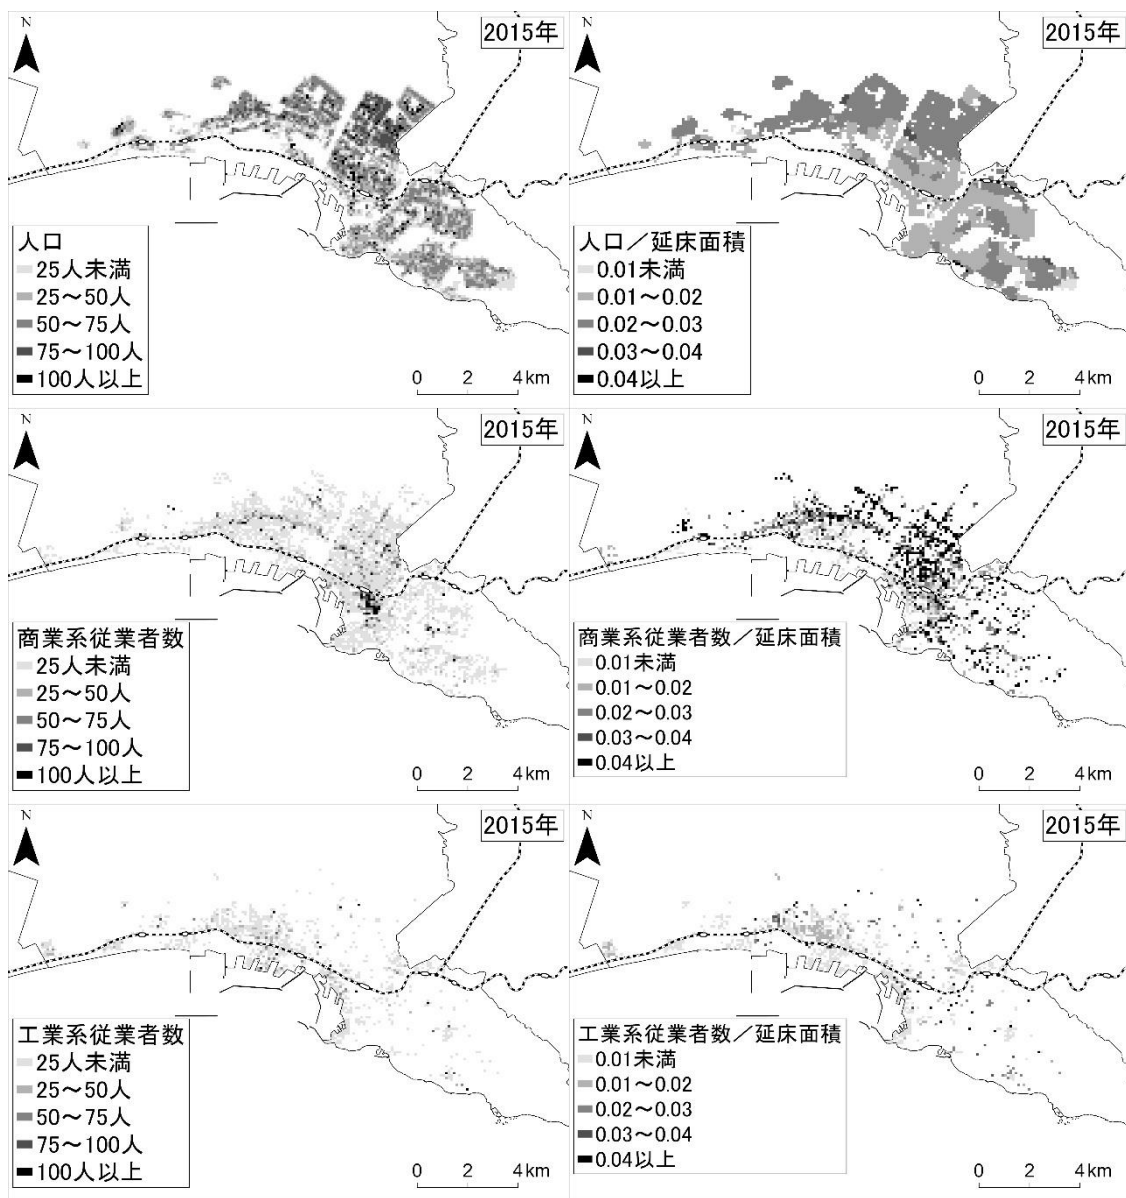 N
2015年
人口
25人未満
25～50人
50～75人
75～100人
100人以上
0 2 4km
N
2015年
人口／延床面積
0.01未満
0.01～0.02
0.02～0.03
0.03～0.04
0.04以上
0 2 4km
N
2015年
商業系従業者数
25人未満
25～50人
50～75人
75～100人
100人以上
0 2 4km
N
2015年
商業系従業者数／延床面積
0.01未満
0.01～0.02
0.02～0.03
0.03～0.04
0.04以上
0 2 4km
N
2015年
工業系従業者数
25人未満
25～50人
50～75人
75～100人
100人以上
0 2 4km
N
2015年
工業系従業者数／延床面積
0.01未満
0.01～0.02
0.02～0.03
0.03～0.04
0.04以上
0 2 4km